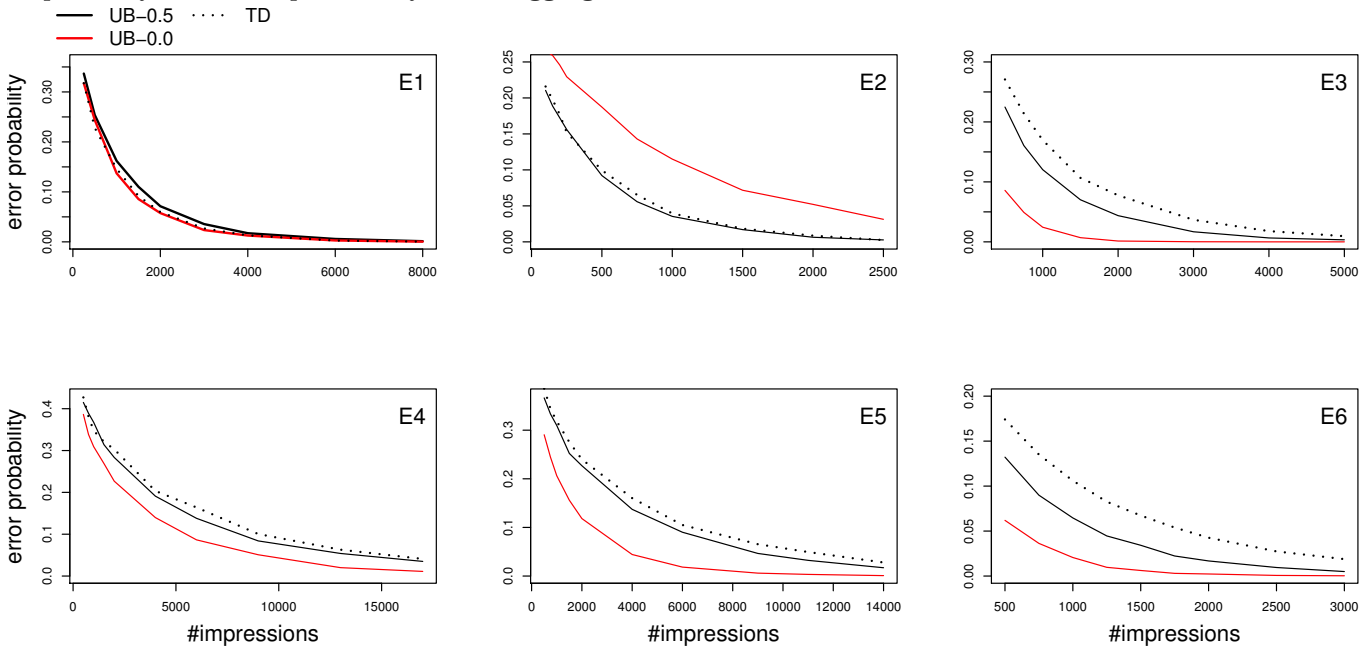 UB−0.5 TD
UB−0.0
E1
error probability
0.00 0.10 0.20 0.30
0 2000 4000 6000 8000
E2
0.00 0.05 0.10 0.15 0.20 0.25
0 500 1000 1500 2000 2500
E3
0.00 0.10 0.20 0.30
1000 2000 3000 4000 5000
E4
error probability
0.0 0.1 0.2 0.3 0.4
0 5000 10000 15000
#impressions
E5
0.0 0.1 0.2 0.3
0 2000 4000 6000 8000 10000 12000 14000
#impressions
E6
0.00 0.05 0.10 0.15 0.20
500 1000 1500 2000 2500 3000
#impressions